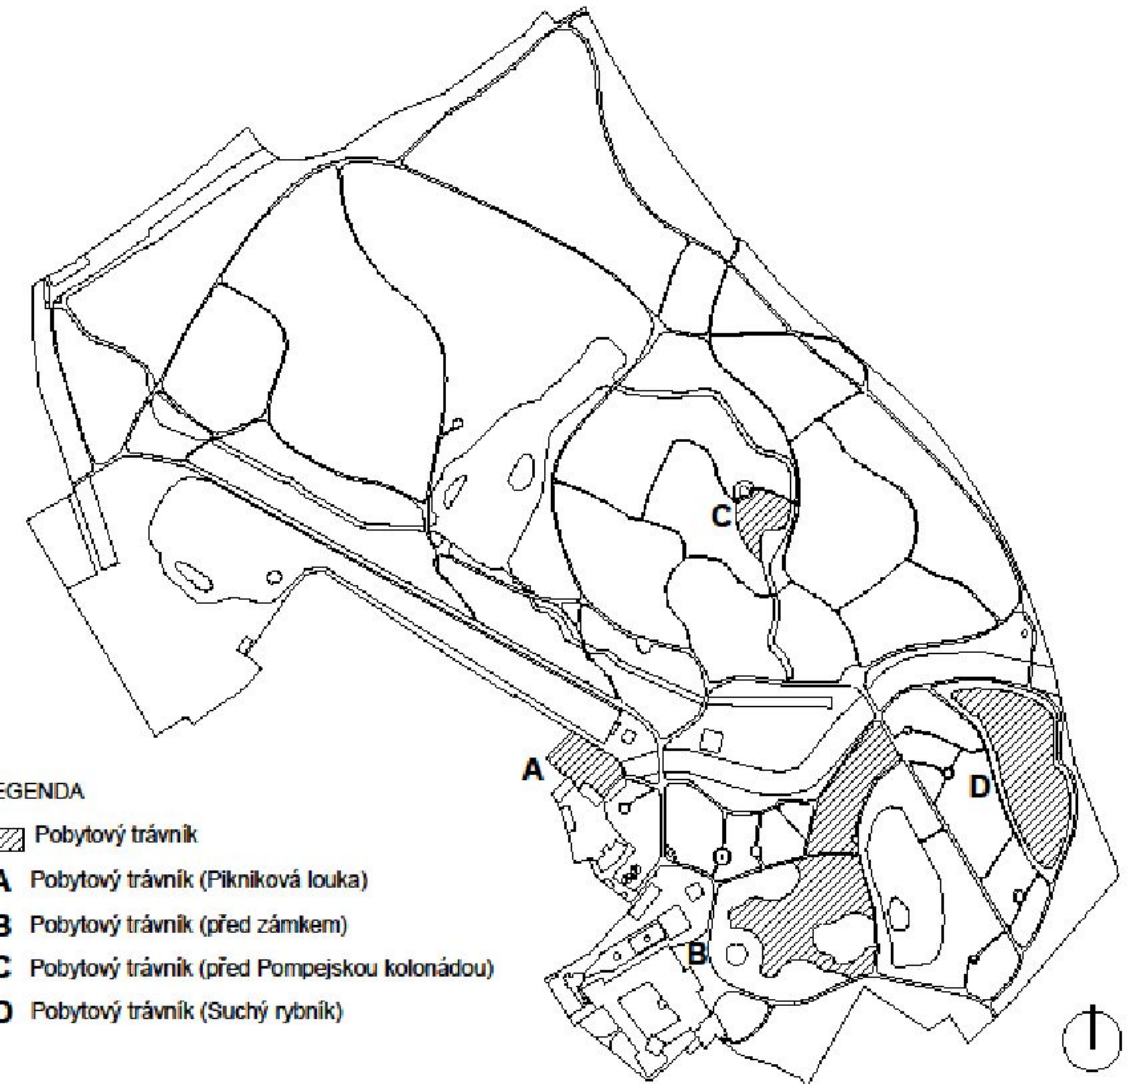 C
A
D
B
EGENDA
Pobytový trávník
A Pobytový trávník (Pikniková louka)
B Pobytový trávník (před zámkem)
C Pobytový trávník (před Pompejskou kolonádou)
D Pobytový trávník (Suchý rybník)